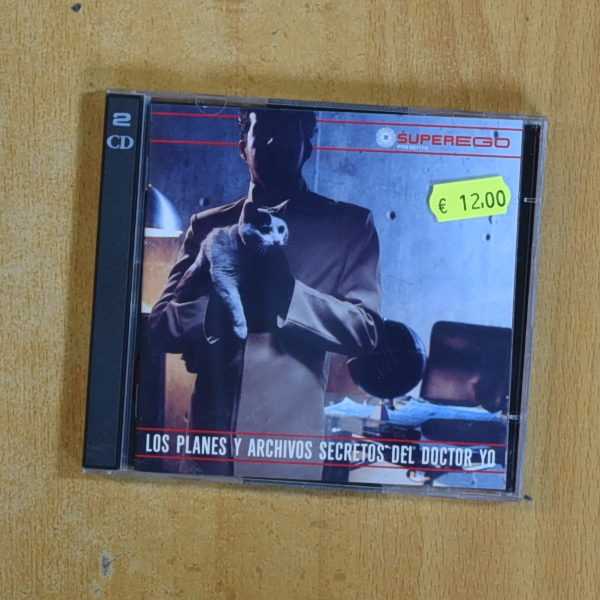 2
CD
SUPEREGO
PRESENTA
€ 12,00
LOS PLANES Y ARCHIVOS SECRETOS DEL DOCTOR YO